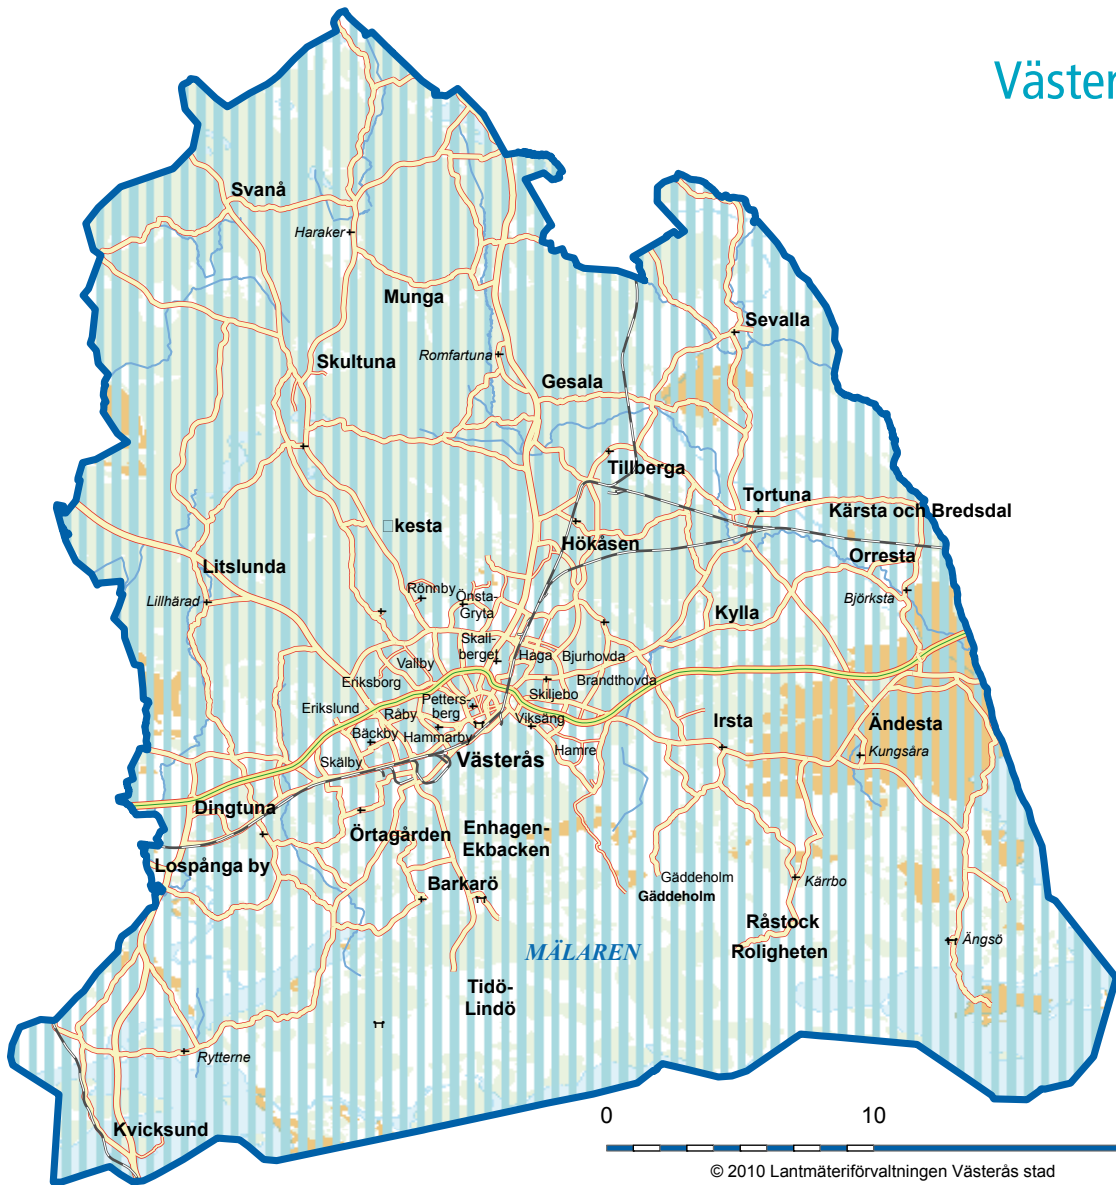 Väster
Svanå
Haraker
Munga
Sevalla
Romfartuna
Skultuna
Gesala
Tillberga
Tortuna
Kärsta och Bredsdal
□kesta
Hökåsen
Orresta
Litslunda
Rönnby
Önsta-
Gryta
Björksta
Lillhärad
Kylla
Skall-
berget
Haga
Bjurhovda
Vallby
Eriksborg
Brandthovda
Skiljebo
Petters-
berg
Erikslund
Råby
Viksäng
Irsta
Ändesta
Bäckby
Hammarby
Hamre
Kungsåra
Skälby
Västerås
Dingtuna
Örtagården
Enhagen-
Ekbacken
Lospånga by
Barkarö
Gäddeholm
Gäddeholm
Kärrbo
Råstock
Roligheten
Ängsö
MÄLAREN
Tidö-
Lindö
Rytterne
Kvicksund
0 10
© 2010 Lantmäteriförvaltningen Västerås stad